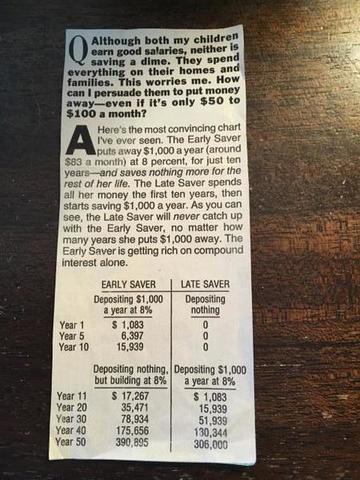 Q Although both my children
earn good salaries, neither is
saving a dime. They spend
everything on their homes and
families. This worries me. How
can I persuade them to put money
away—even if it's only $50 to
$100 a month?
A Here's the most convincing chart
I've ever seen. The Early Saver
puts away $1,000 a year (around
$83 a month) at 8 percent, for just ten
years—and saves nothing more for the
rest of her life. The Late Saver spends
all her money the first ten years, then
starts saving $1,000 a year. As you can
see, the Late Saver will never catch up
with the Early Saver, no matter how
many years she puts $1,000 away. The
Early Saver is getting rich on compound
interest alone.
EARLY SAVER LATE SAVER
Depositing $1,000 Depositing
a year at 8% nothing
Year 1 $ 1,083 0
Year 5 6,397 0
Year 10 15,939 0
Depositing nothing, Depositing $1,000
but building at 8% a year at 8%
Year 11 $ 17,267 $ 1,083
Year 20 35,471 15,939
Year 30 78,934 51,939
Year 40 175,656 130,344
Year 50 390,895 306,000